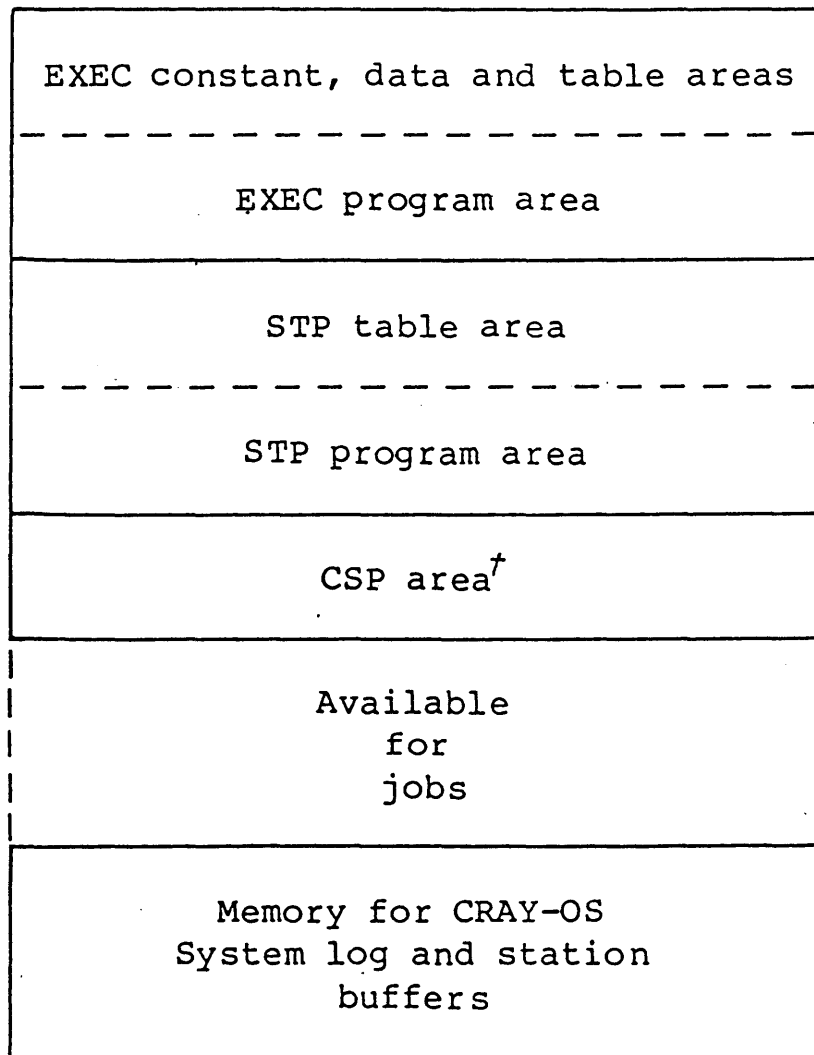 EXEC constant, data and table areas
EXEC program area
STP table area
STP program area
CSP area†
Available
for
jobs
Memory for CRAY-OS
System log and station
buffers